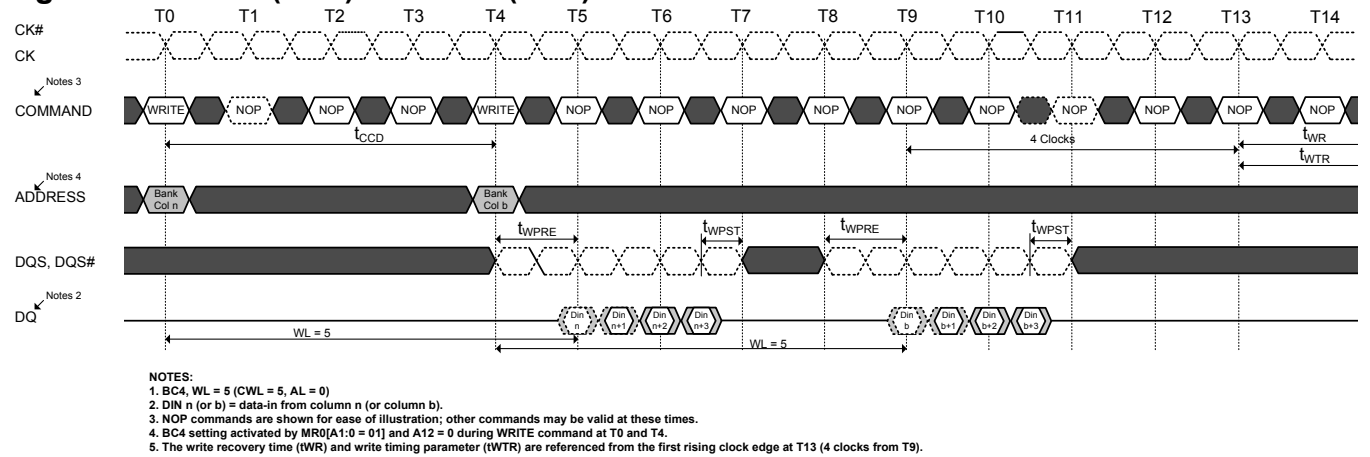 T0 T1 T2 T3 T4 T5 T6 T7 T8 T9 T10 T11 T12 T13 T14
CK#
CK
Notes 3
COMMAND WRITE NOP NOP NOP WRITE NOP NOP NOP NOP NOP NOP NOP NOP NOP NOP
tCCD 4 Clocks tWR
tWTR
Notes 4
ADDRESS Bank Col n Bank Col b
tWPRE tWPST tWPRE tWPST
DQS, DQS#
Notes 2
DQ Din n Din n+1 Din n+2 Din n+3 Din b Din b+1 Din b+2 Din b+3
WL = 5 WL = 5
NOTES:
1. BC4, WL = 5 (CWL = 5, AL = 0)
2. DIN n (or b) = data-in from column n (or column b).
3. NOP commands are shown for ease of illustration; other commands may be valid at these times.
4. BC4 setting activated by MR0[A1:0 = 01] and A12 = 0 during WRITE command at T0 and T4.
5. The write recovery time (tWR) and write timing parameter (tWTR) are referenced from the first rising clock edge at T13 (4 clocks from T9).